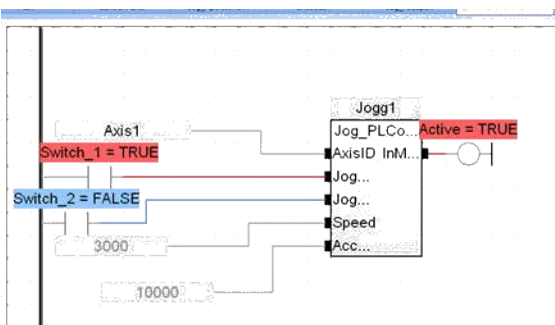 Jogg1
Axis1
Jog_PLCo... Active = TRUE
Switch_1 = TRUE
AxisID InM...
Jog...
Switch_2 = FALSE
Jog...
Speed
3000
Acc...
10000